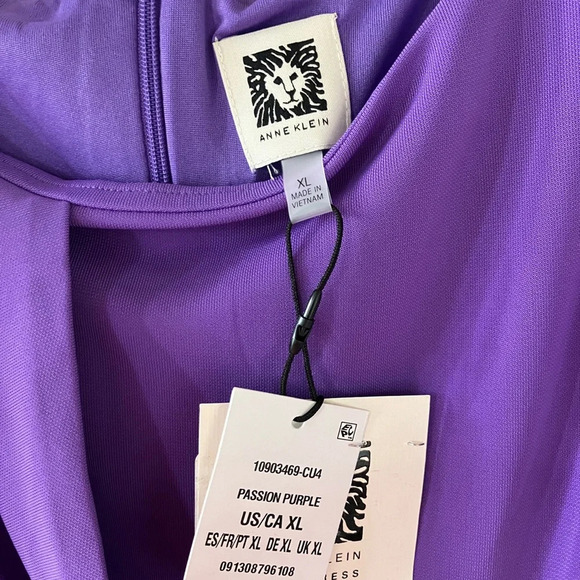 ANNE KLEIN
XL
MADE IN
VIETNAM
10903469-CU4
PASSION PURPLE
US/CA XL
ES/FR/PT XL DE XL UK XL
091308796108
KLEIN